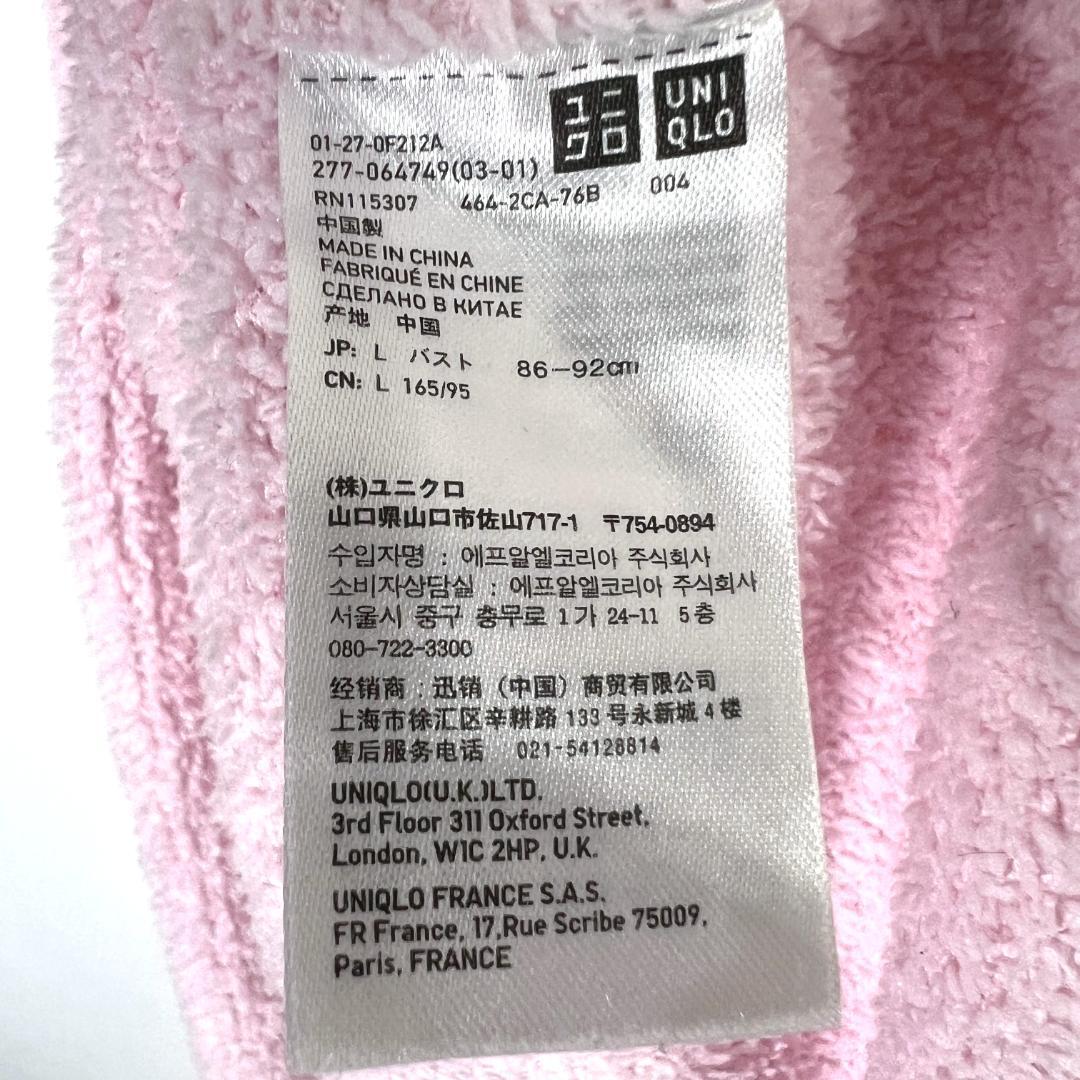 ユニ
クロ
UNI
QLO
01-27-0F212A
277-064749(03-01)
RN115307 464-2CA-76B 004
中国製
MADE IN CHINA
FABRIQUÉ EN CHINE
СДЕЛАНО В КИТАЕ
产地 中国
JP: L バスト 86-92cm
CN: L 165/95
(株)ユニクロ
山口県山口市佐山717-1 〒754-0894
수입자명 : 에프알엘코리아 주식회사
소비자상담실 : 에프알엘코리아 주식회사
서울시 중구 충무로 1가 24-11 5층
080-722-3300
经销商：迅销（中国）商贸有限公司
上海市徐汇区辛耕路 133 号永新城 4 楼
售后服务电话 021-54128814
UNIQLO(U.K.)LTD.
3rd Floor 311 Oxford Street,
London, W1C 2HP, U.K.
UNIQLO FRANCE S.A.S.
FR France, 17,Rue Scribe 75009,
Paris, FRANCE